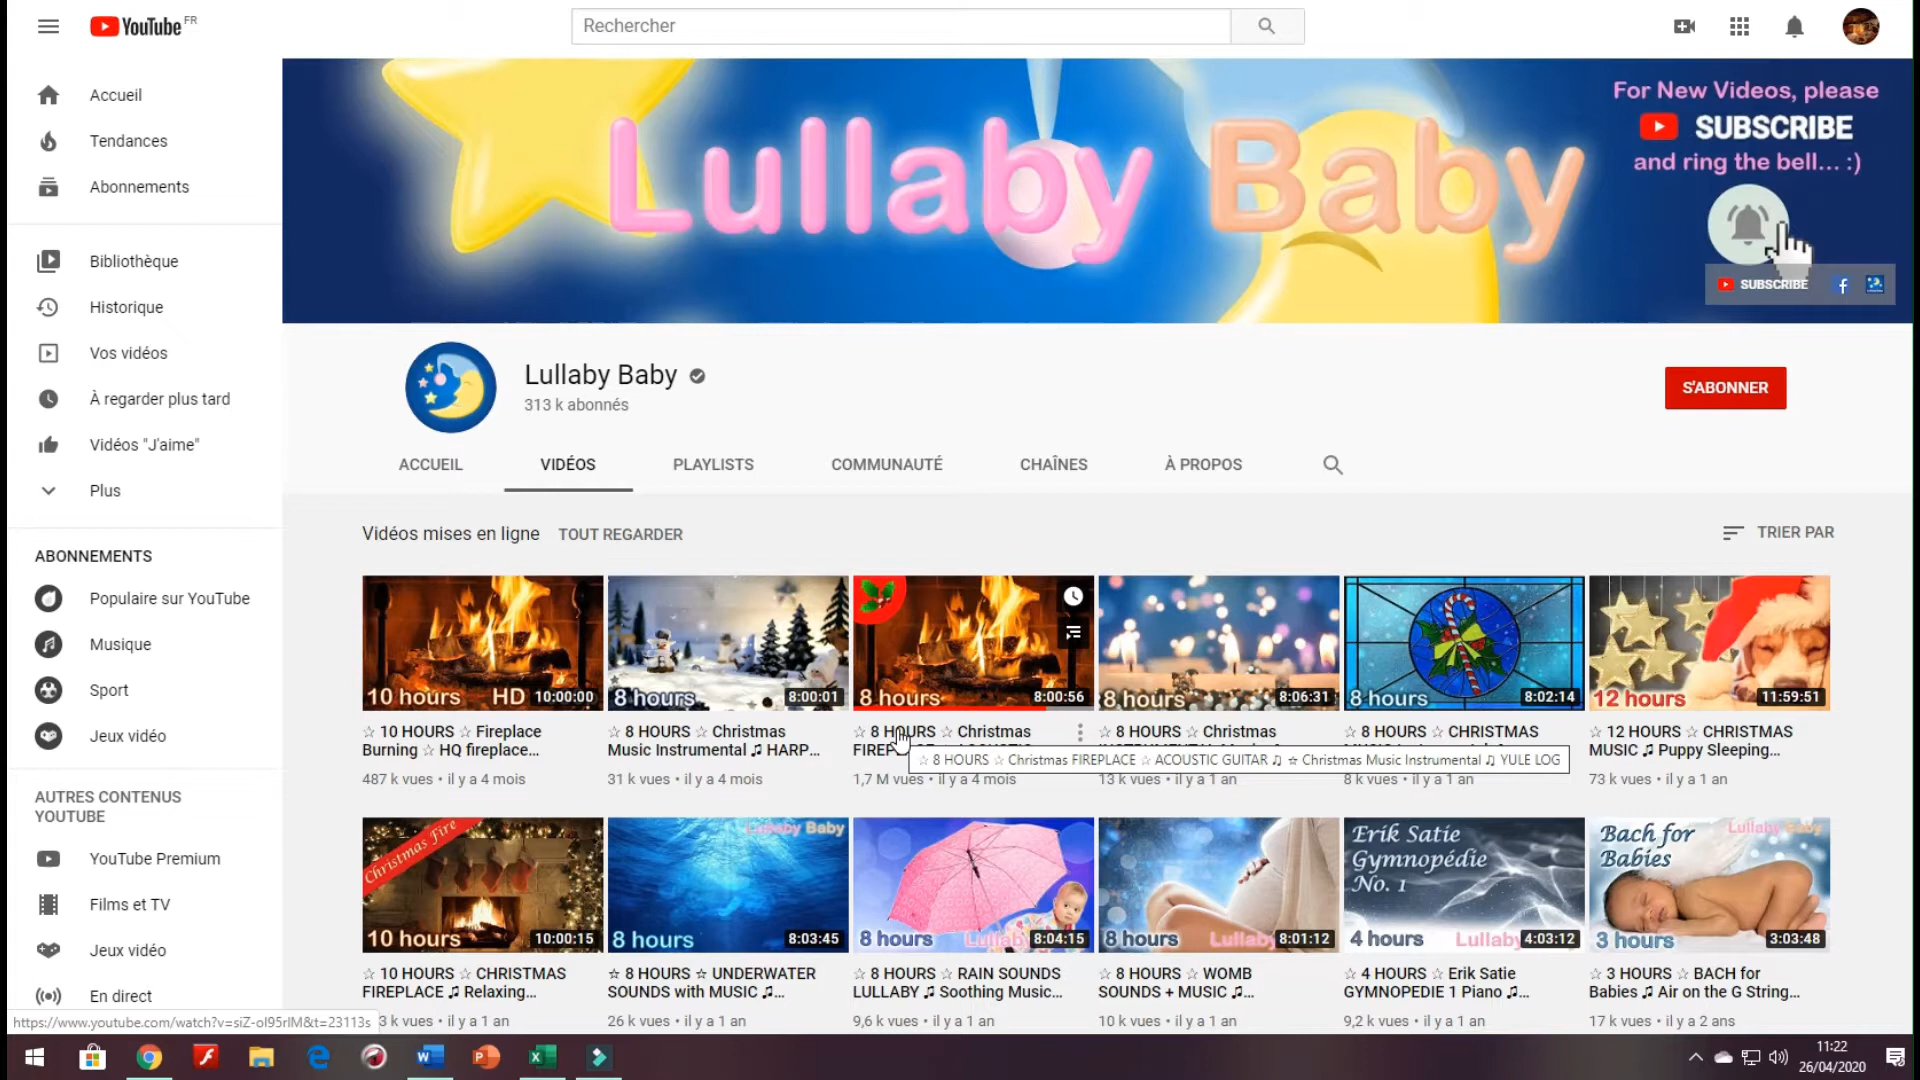 YouTube FR
Rechercher
Accueil
Tendances
Abonnements
Bibliothèque
Historique
Vos vidéos
À regarder plus tard
Vidéos "J'aime"
Plus
ABONNEMENTS
Populaire sur YouTube
Musique
Sport
Jeux vidéo
AUTRES CONTENUS
YOUTUBE
YouTube Premium
Films et TV
Jeux vidéo
En direct
Lullaby Baby
For New Videos, please
SUBSCRIBE
and ring the bell... :)
SUBSCRIBE
Lullaby Baby
313 k abonnés
S'ABONNER
ACCUEIL
VIDÉOS
PLAYLISTS
COMMUNAUTÉ
CHAÎNES
À PROPOS
Vidéos mises en ligne
TOUT REGARDER
TRIER PAR
10 hours HD 10:00:00
☆ 10 HOURS ☆ Fireplace
Burning ☆ HQ fireplace...
487 k vues • il y a 4 mois
8 hours 8:00:01
☆ 8 HOURS ☆ Christmas
Music Instrumental ♫ HARP...
31 k vues • il y a 4 mois
8 hours 8:00:56
☆ 8 HOURS ☆ Christmas
1,7 M vues • il y a 4 mois
8 hours 8:06:31
☆ 8 HOURS ☆ Christmas
13 k vues • il y a 1 an
8 hours 8:02:14
☆ 8 HOURS ☆ CHRISTMAS
8 k vues • il y a 1 an
12 hours 11:59:51
☆ 12 HOURS ☆ CHRISTMAS
MUSIC ♫ Puppy Sleeping...
73 k vues • il y a 1 an
☆ 8 HOURS ☆ Christmas FIREPLACE ☆ ACOUSTIC GUITAR ♫ ☆ Christmas Music Instrumental ♫ YULE LOG
Christmas Fire
10 hours 10:00:15
☆ 10 HOURS ☆ CHRISTMAS
FIREPLACE ♫ Relaxing...
3 k vues • il y a 1 an
Lullaby Baby
8 hours 8:03:45
☆ 8 HOURS ☆ UNDERWATER
SOUNDS with MUSIC ♫...
26 k vues • il y a 1 an
8 hours Lullaby 8:04:15
☆ 8 HOURS ☆ RAIN SOUNDS
LULLABY ♫ Soothing Music...
9,6 k vues • il y a 1 an
8 hours Lullaby 8:01:12
☆ 8 HOURS ☆ WOMB
SOUNDS + MUSIC ♫...
10 k vues • il y a 1 an
Erik Satie
Gymnopédie
No. 1
4 hours Lullaby 4:03:12
☆ 4 HOURS ☆ Erik Satie
GYMNOPEDIE 1 Piano ♫...
9,2 k vues • il y a 1 an
Bach for
Babies
Lullaby Baby
3 hours 3:03:48
☆ 3 HOURS ☆ BACH for
Babies ♫ Air on the G String...
17 k vues • il y a 2 ans
https://www.youtube.com/watch?v=siZ-oI95rlM&t=23113s
11:22
26/04/2020